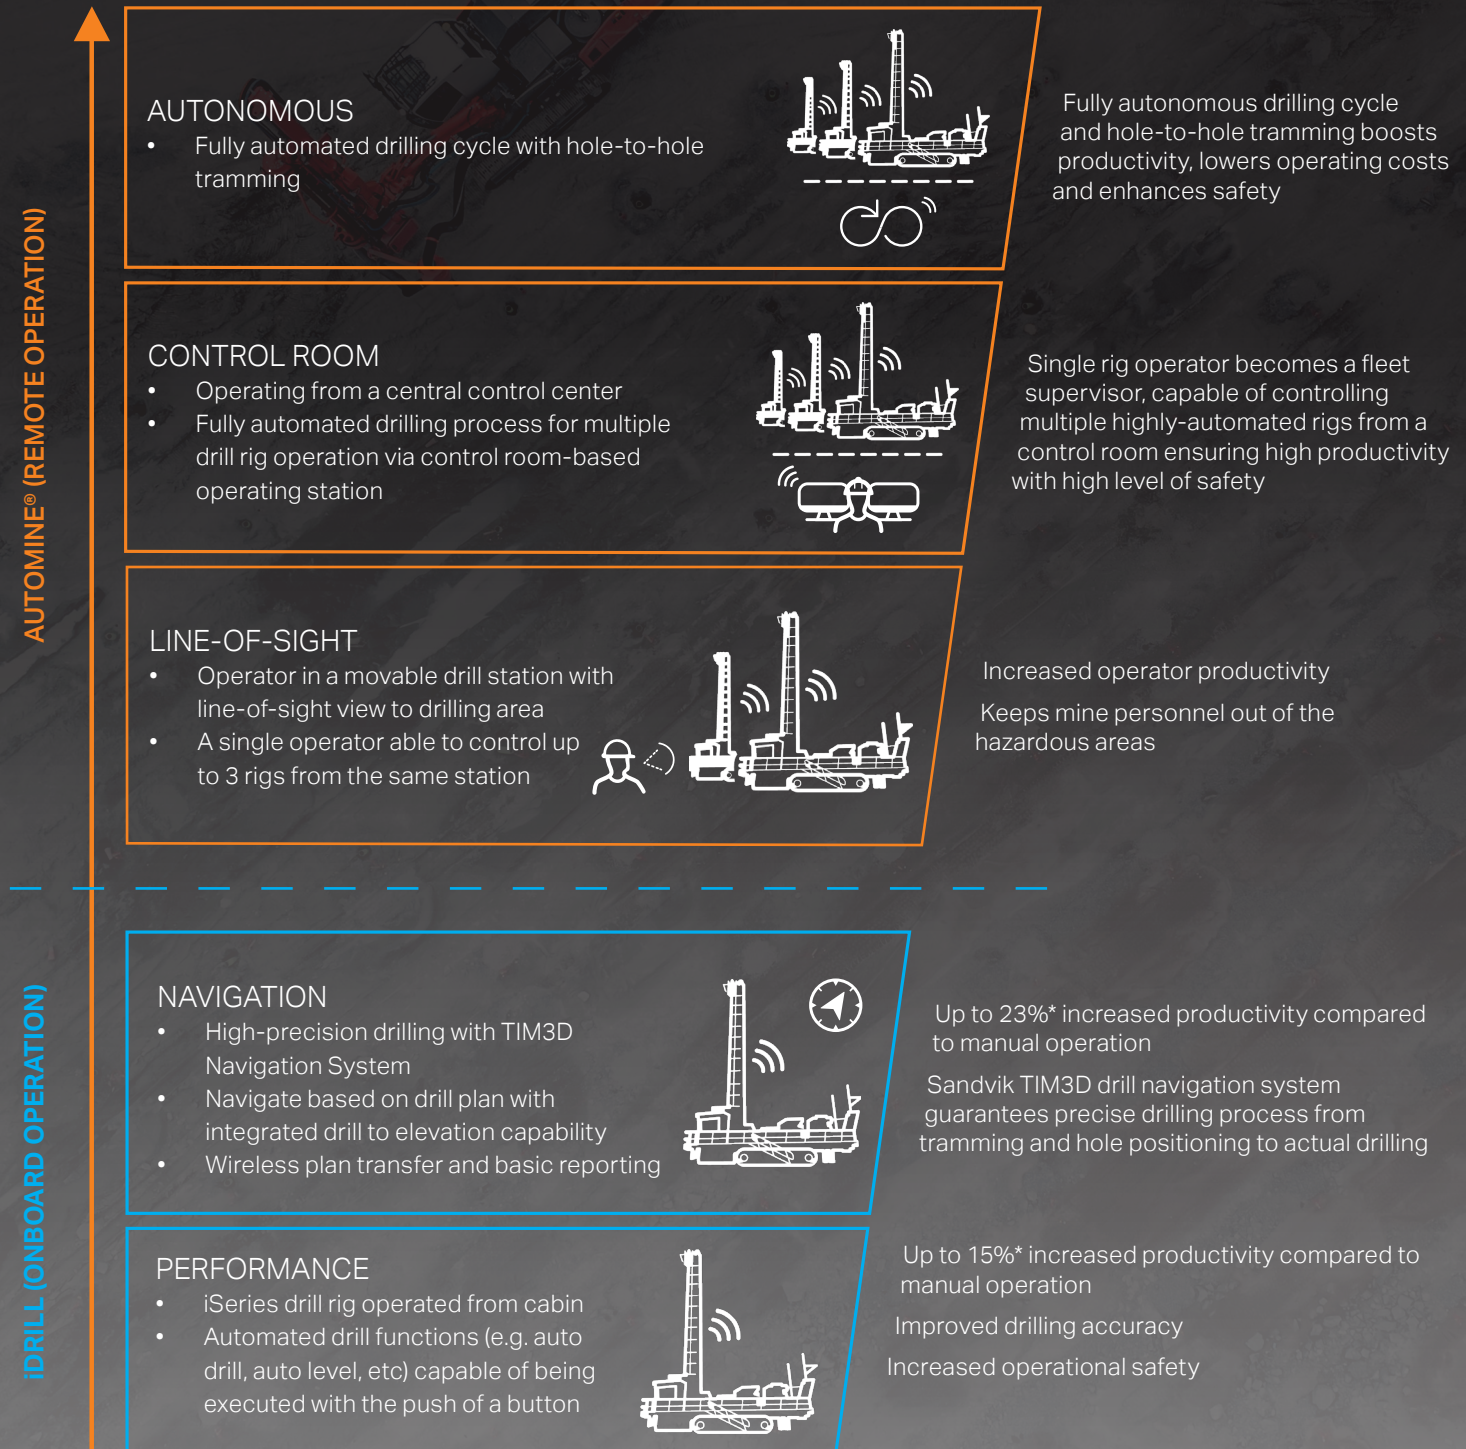 AUTOMINE® (REMOTE OPERATION)
AUTONOMOUS
• Fully automated drilling cycle with hole-to-hole
tramming
Fully autonomous drilling cycle
and hole-to-hole tramming boosts
productivity, lowers operating costs
and enhances safety
CONTROL ROOM
• Operating from a central control center
• Fully automated drilling process for multiple
drill rig operation via control room-based
operating station
Single rig operator becomes a fleet
supervisor, capable of controlling
multiple highly-automated rigs from a
control room ensuring high productivity
with high level of safety
LINE-OF-SIGHT
• Operator in a movable drill station with
line-of-sight view to drilling area
• A single operator able to control up
to 3 rigs from the same station
Increased operator productivity
Keeps mine personnel out of the
hazardous areas
iDRILL (ONBOARD OPERATION)
NAVIGATION
• High-precision drilling with TIM3D
Navigation System
• Navigate based on drill plan with
integrated drill to elevation capability
• Wireless plan transfer and basic reporting
Up to 23%* increased productivity compared
to manual operation
Sandvik TIM3D drill navigation system
guarantees precise drilling process from
tramming and hole positioning to actual drilling
PERFORMANCE
• iSeries drill rig operated from cabin
• Automated drill functions (e.g. auto
drill, auto level, etc) capable of being
executed with the push of a button
Up to 15%* increased productivity compared to
manual operation
Improved drilling accuracy
Increased operational safety